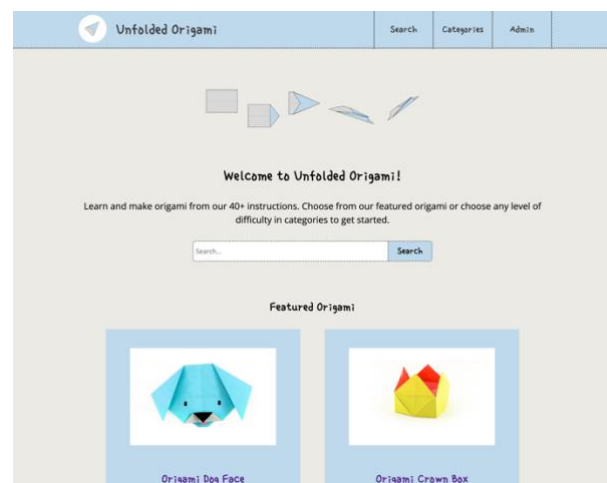 Unfolded Origami
Search
Categories
Admin
Welcome to Unfolded Origami!
Learn and make origami from our 40+ instructions. Choose from our featured origami or choose any level of
difficulty in categories to get started.
Search...
Search
Featured Origami
Origami Dog Face
Origami Crown Box